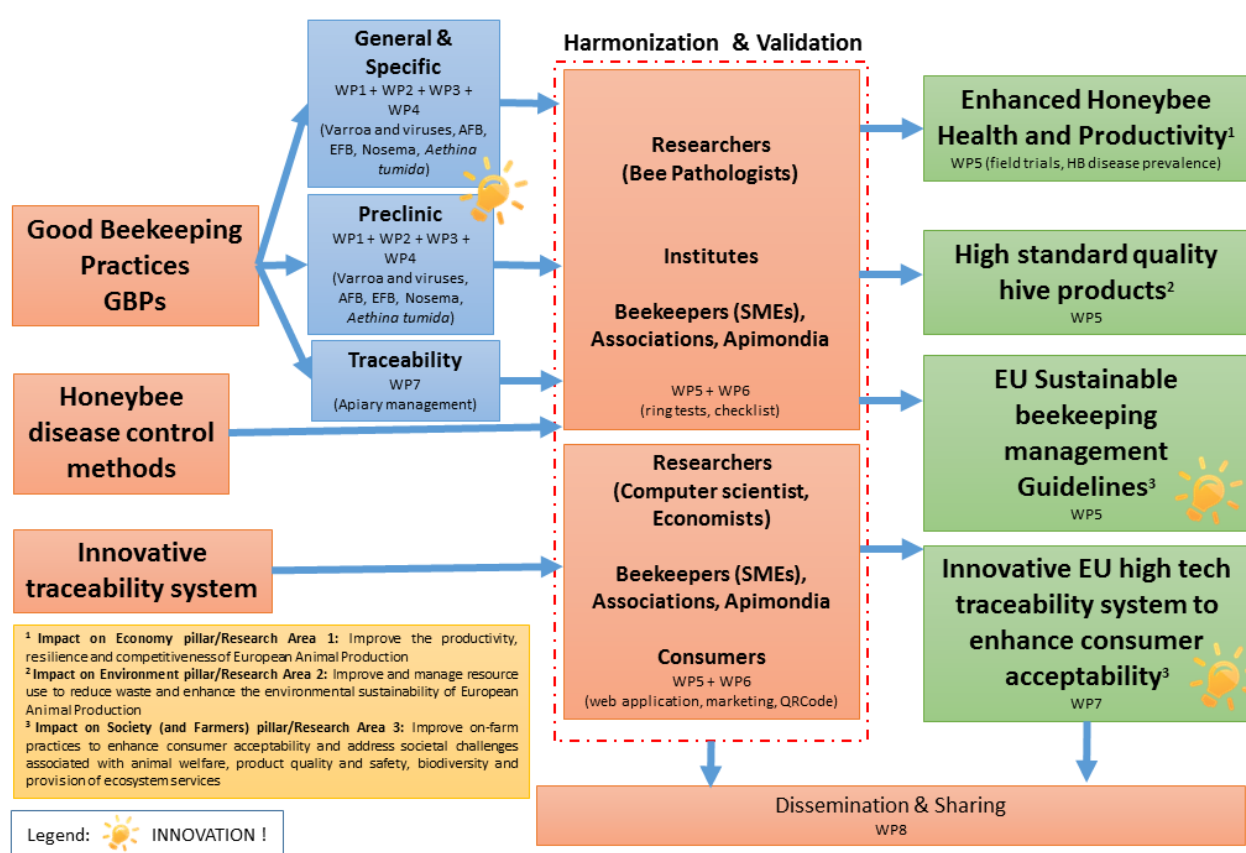 General &
Specific
WP1 + WP2 + WP3 +
WP4
(Varroa and viruses, AFB,
EFB, Nosema, Aethina
tumida)
Harmonization & Validation
Good Beekeeping
Practices
GBPs
Preclinic
WP1 + WP2 + WP3 +
WP4
(Varroa and viruses,
AFB, EFB, Nosema,
Aethina tumida)
Traceability
WP7
(Apiary management)
Honeybee
disease control
methods
Innovative
traceability system
Researchers
(Bee Pathologists)
Institutes
Beekeepers (SMEs),
Associations, Apimondia
WP5 + WP6
(ring tests, checklist)
Researchers
(Computer scientist,
Economists)
Beekeepers (SMEs),
Associations, Apimondia
Consumers
WP5 + WP6
(web application, marketing, QRCode)
Enhanced Honeybee
Health and Productivity¹
WP5 (field trials, HB disease prevalence)
High standard quality
hive products²
WP5
EU Sustainable
beekeeping
management
Guidelines³
WP5
Innovative EU high tech
traceability system to
enhance consumer
acceptability³
WP7
¹ Impact on Economy pillar/Research Area 1: Improve the productivity,
resilience and competitiveness of European Animal Production
² Impact on Environment pillar/Research Area 2: Improve and manage resource
use to reduce waste and enhance the environmental sustainability of European
Animal Production
³ Impact on Society (and Farmers) pillar/Research Area 3: Improve on-farm
practices to enhance consumer acceptability and address societal challenges
associated with animal welfare, product quality and safety, biodiversity and
provision of ecosystem services
Dissemination & Sharing
WP8
Legend: INNOVATION !